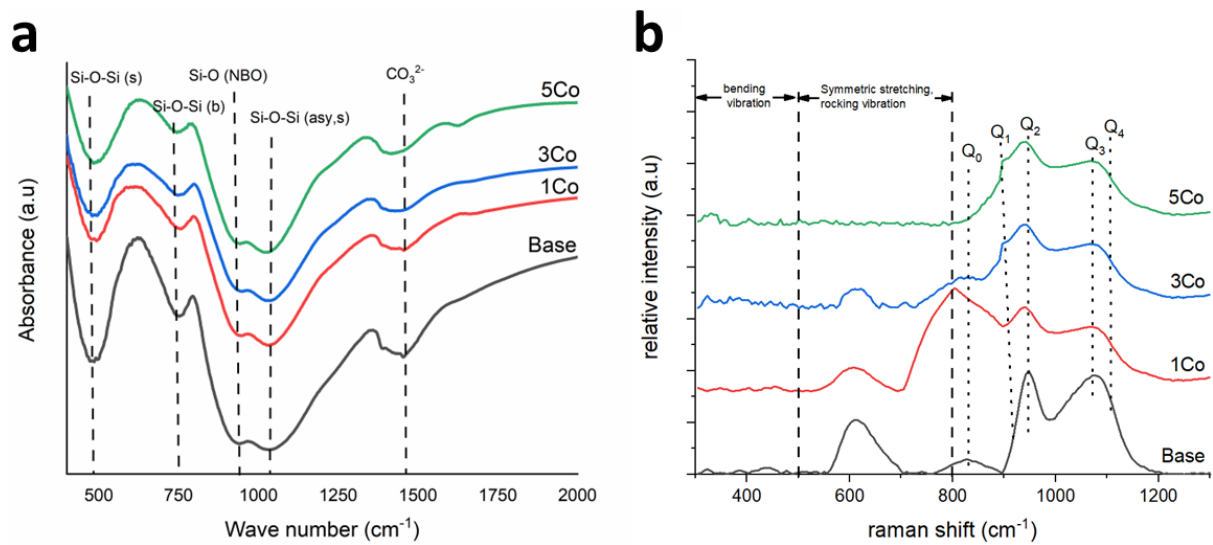 a
Si-O-Si (s)
Si-O-Si (b)
Si-O (NBO)
Si-O-Si (asy,s)
CO₃²⁻
5Co
3Co
1Co
Base
Absorbance (a.u)
500 750 1000 1250 1500 1750 2000
Wave number (cm⁻¹)
b
bending
vibration
Symmetric stretching,
rocking vibration
Q₀
Q₁
Q₂
Q₃
Q₄
5Co
3Co
1Co
Base
relative intensity (a.u)
400 600 800 1000 1200
raman shift (cm⁻¹)